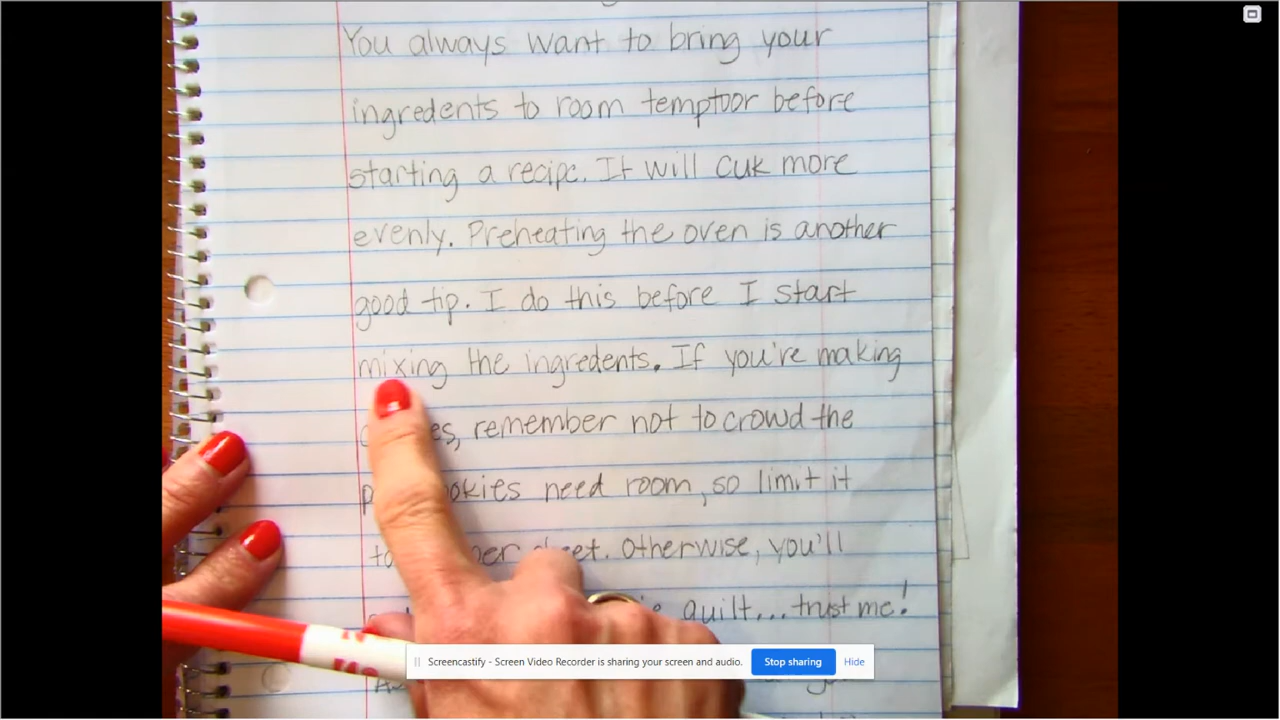 You always want to bring your
ingredents to room temptoor before
starting a recipe. It will cuk more
evenly. Preheating the oven is another
good tip. I do this before I start
mixing the ingredents. If you're making
remember not to crowd the
need room, so limit it
Otherwise, you'll
quilt... trust me!
Screencastify - Screen Video Recorder is sharing your screen and audio.
Stop sharing
Hide